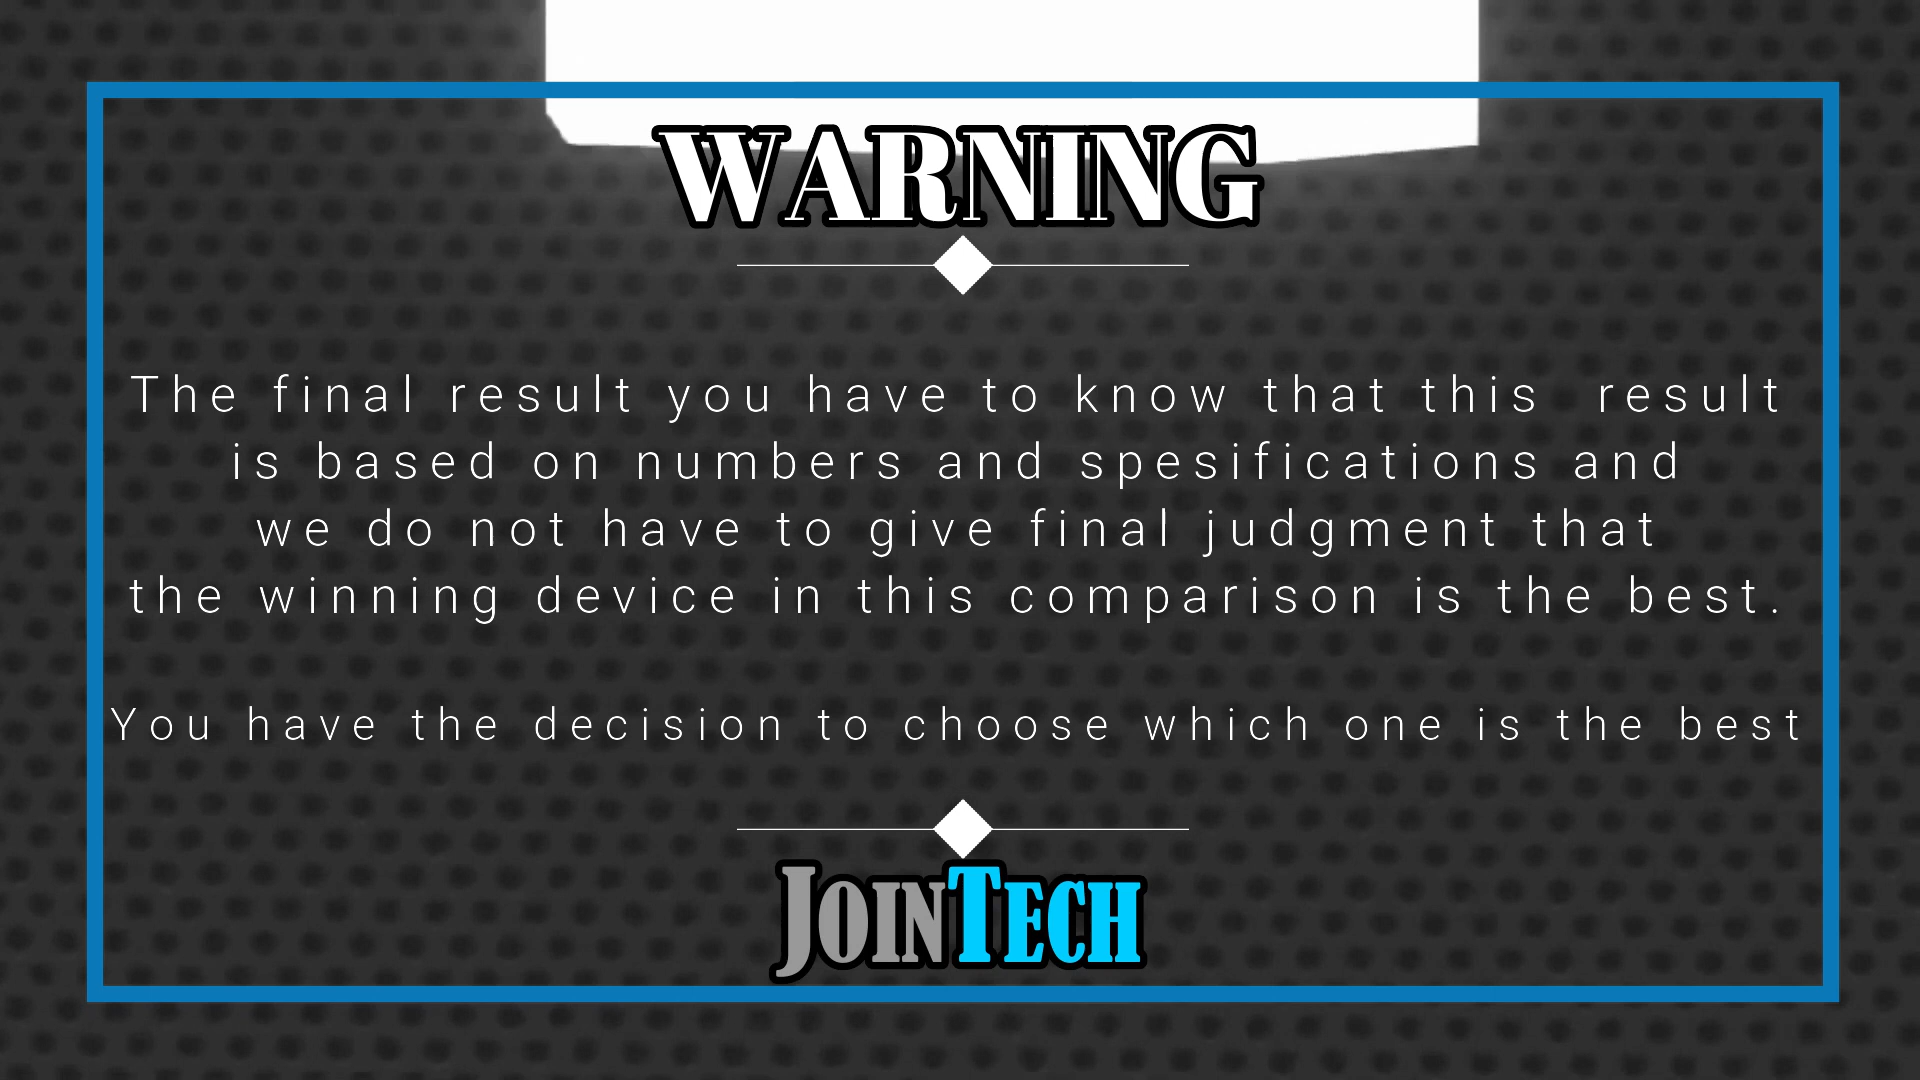 WARNING
The final result you have to know that this result
is based on numbers and spesifications and
we do not have to give final judgment that
the winning device in this comparison is the best.
You have the decision to choose which one is the best
JOINTECH